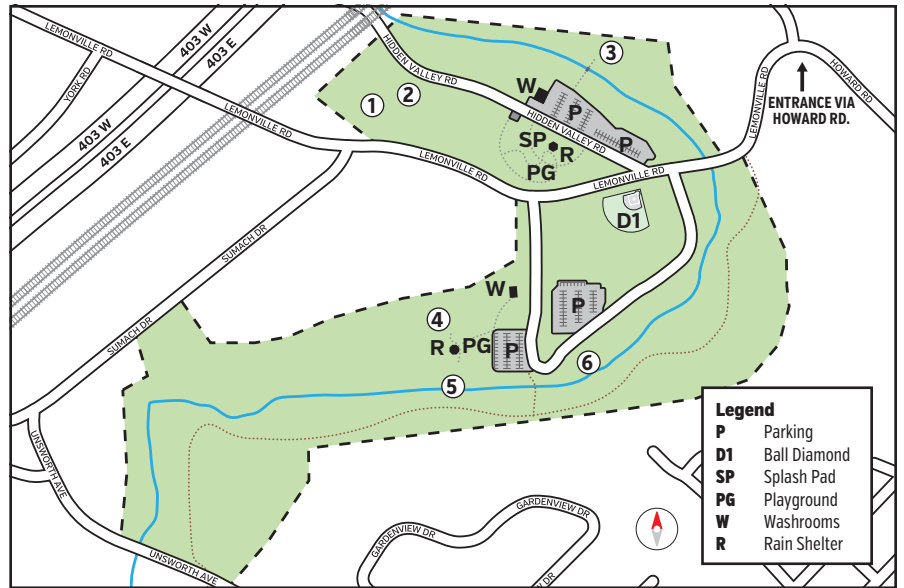 LEMONVILLE RD
403 W
403 E
HIDDEN VALLEY RD
3
HOWARD RD
YORK RD
W
LEMONVILLE RD
ENTRANCE VIA
HOWARD RD.
1
2
P
HIDDEN VALLEY RD
403 W
403 E
LEMONVILLE RD
SP
R
P
PG
LEMONVILLE RD
LEMONVILLE RD
D1
SUMACH DR
W
P
4
R
PG
P
6
5
SUMACH DR
UNSWORTH AVE
UNSWORTH AVE
GARDENVIEW DR
GARDENVIEW DR
Legend
P Parking
D1 Ball Diamond
SP Splash Pad
PG Playground
W Washrooms
R Rain Shelter